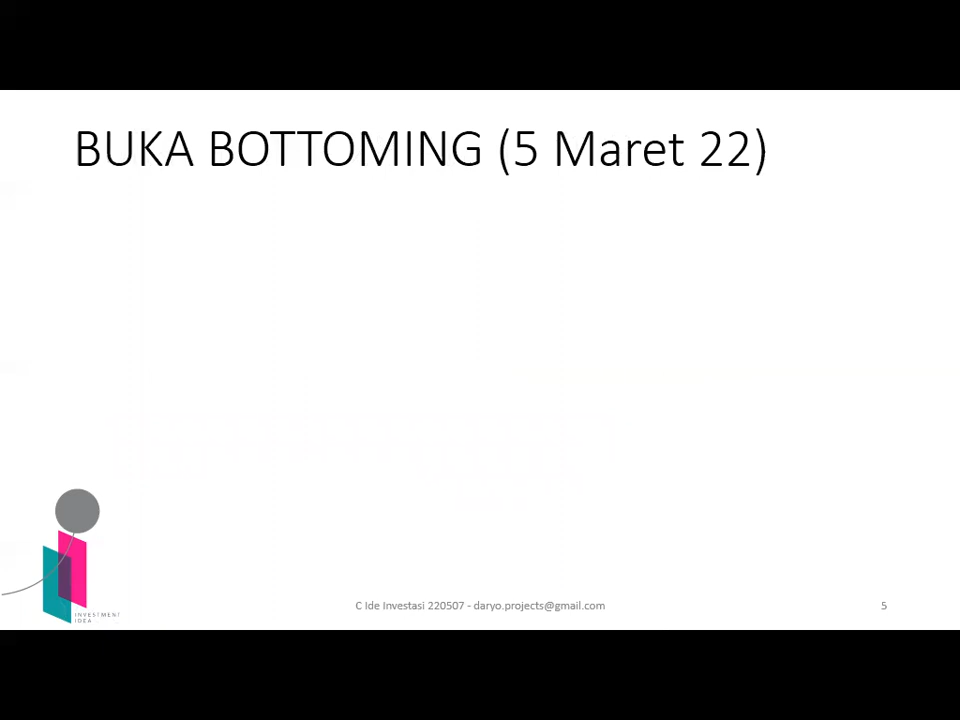 BUKA BOTTOMING (5 Maret 22)
INVESTMENT
IDEA
C Ide Investasi 220507 - daryo.projects@gmail.com
5